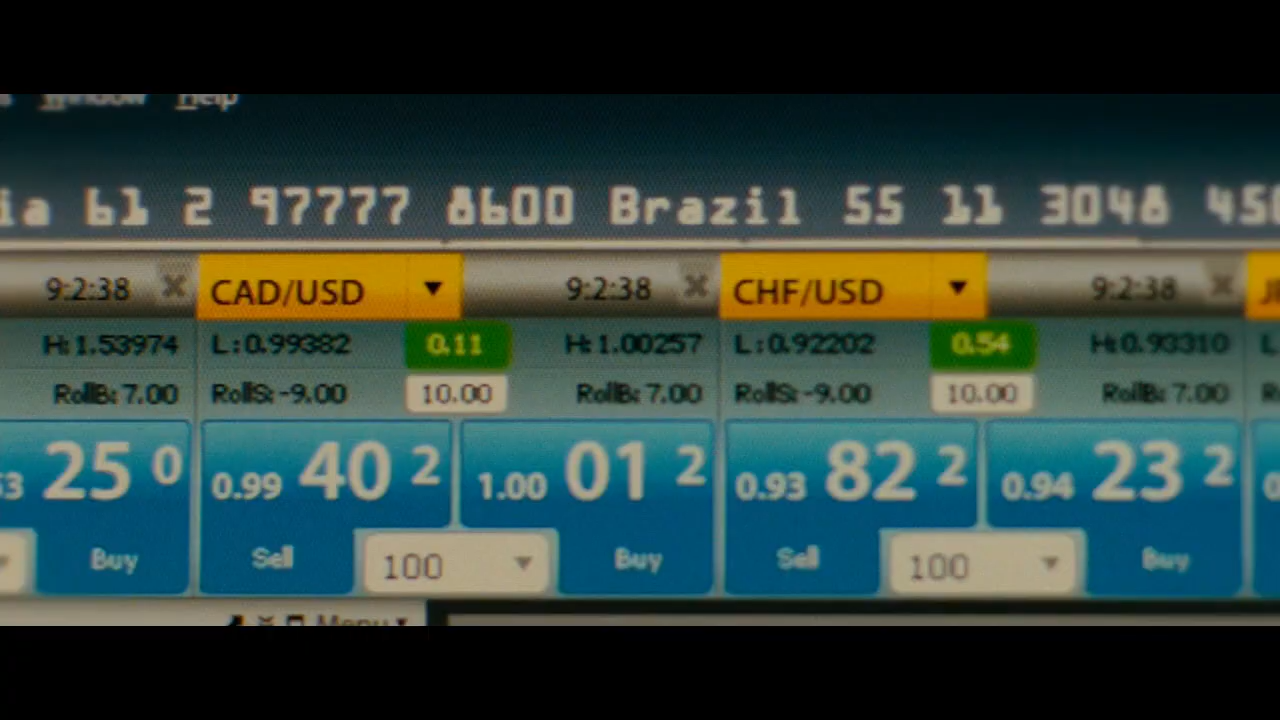 Window Help
ia 61 2 97777 8600 Brazil 55 11 3048 450
9:2:38 CAD/USD 9:2:38 CHF/USD 9:2:38
H:1.53974 L:0.99382 0.11 H:1.00257 L:0.92202 0.54 H:0.93310 L
RollB:7.00 RollS:-9.00 10.00 RollB:7.00 RollS:-9.00 10.00 RollB:7.00
53 25 0 0.99 40 2 1.00 01 2 0.93 82 2 0.94 23 2
Buy Sell 100 Buy Sell 100 Buy
Menu